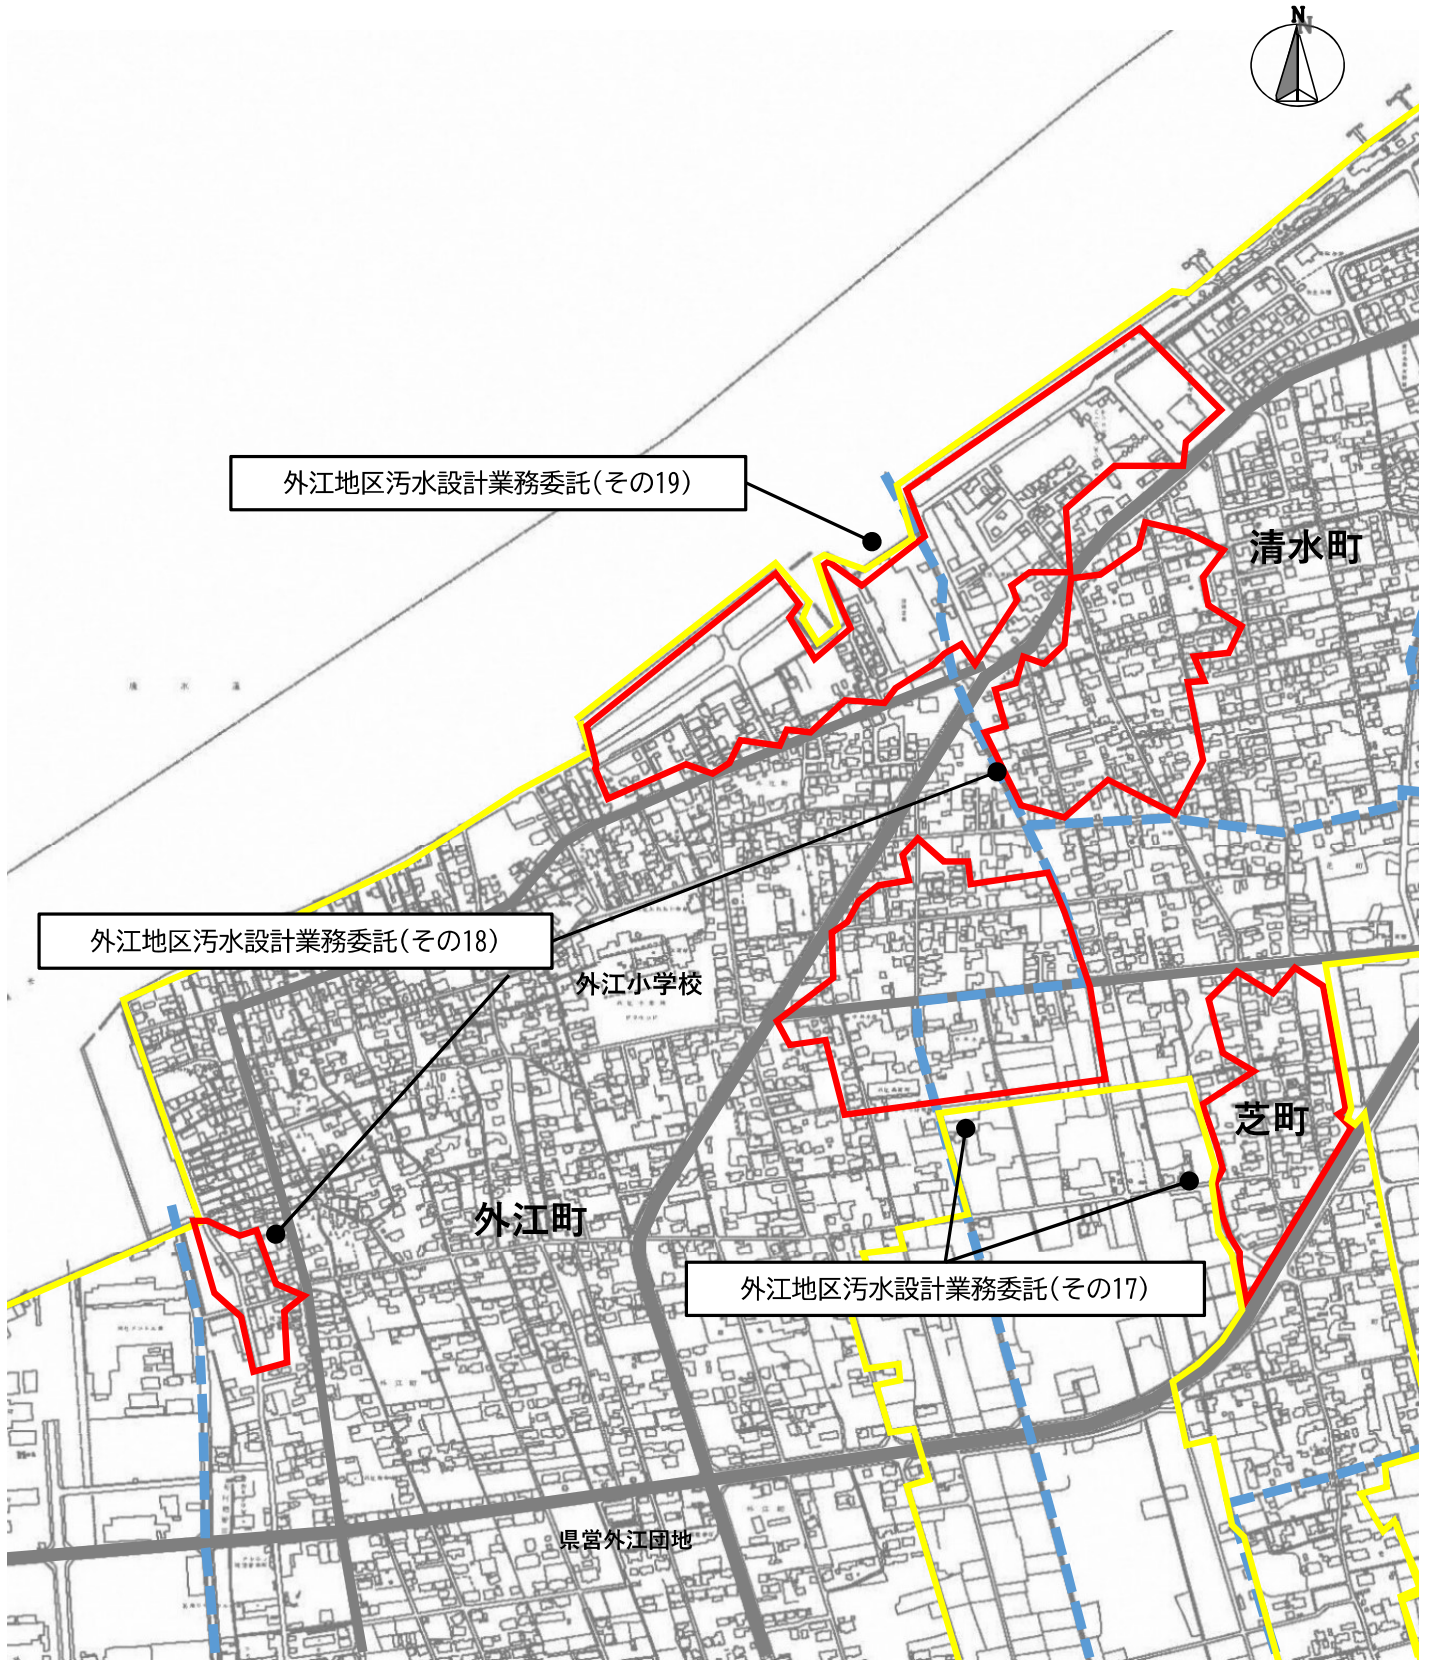 N
N
外江地区汚水設計業務委託(その19)
清水町
外江地区汚水設計業務委託(その18)
外江小学校
芝町
外江町
外江地区汚水設計業務委託(その17)
県営外江団地